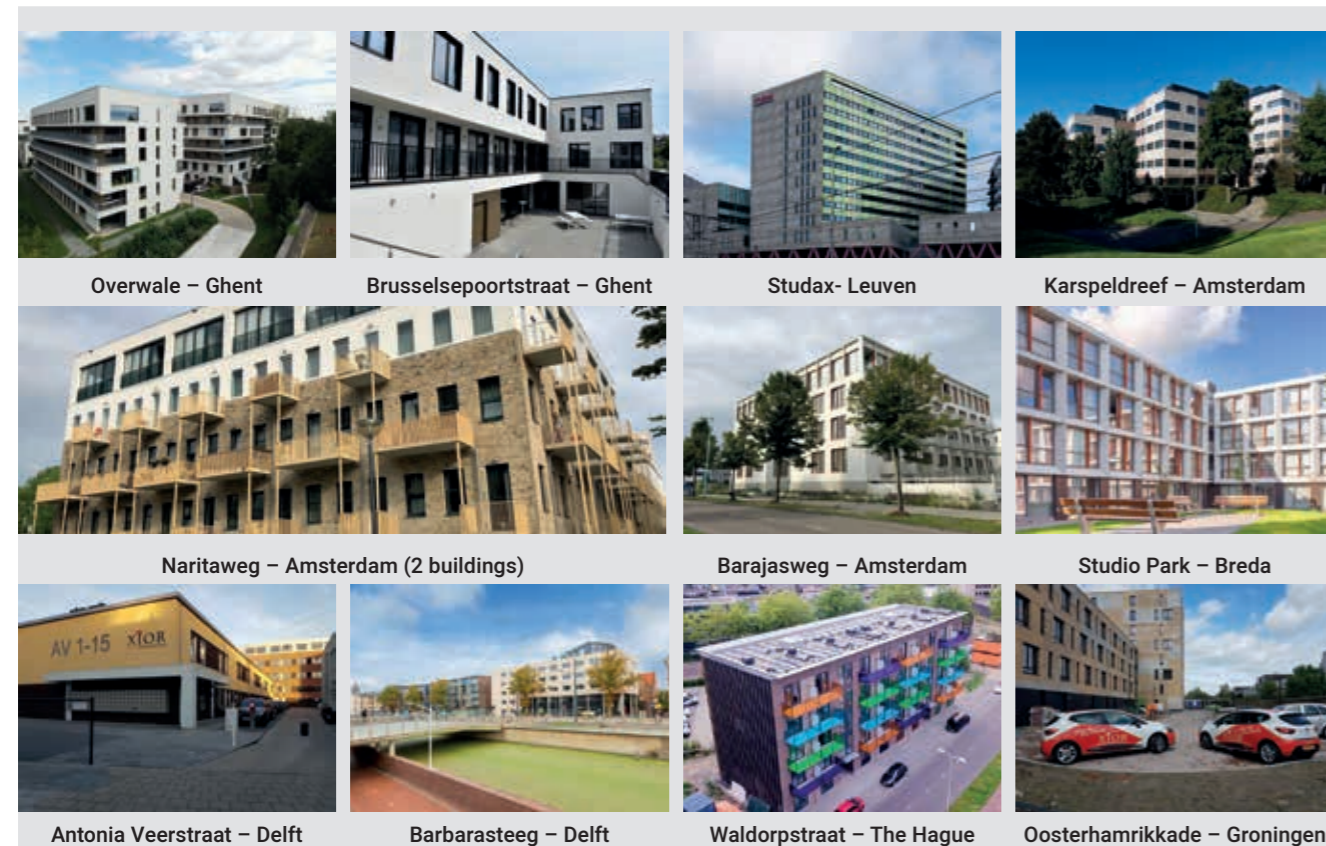 Overwale – Ghent
Brusselsepoortstraat – Ghent
Studax- Leuven
Karspeldreef – Amsterdam
Naritaweg – Amsterdam (2 buildings)
Barajasweg – Amsterdam
Studio Park – Breda
AV 1-15 XIOR
XIOR
Antonia Veerstraat – Delft
Barbarasteeg – Delft
Waldorpstraat – The Hague
Oosterhamrikkade – Groningen